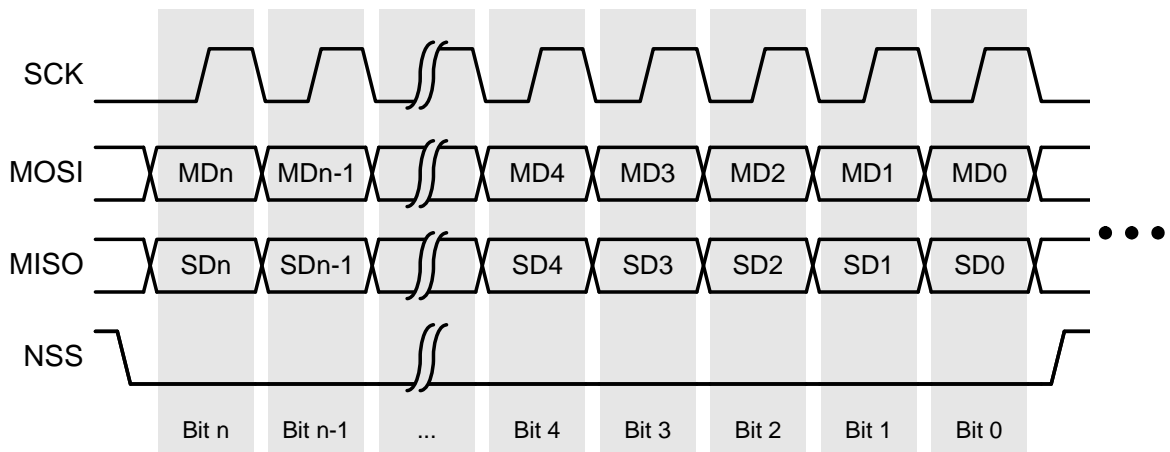 SCK
MOSI MDn MDn-1 MD4 MD3 MD2 MD1 MD0
MISO SDn SDn-1 SD4 SD3 SD2 SD1 SD0
NSS
Bit n Bit n-1 ... Bit 4 Bit 3 Bit 2 Bit 1 Bit 0